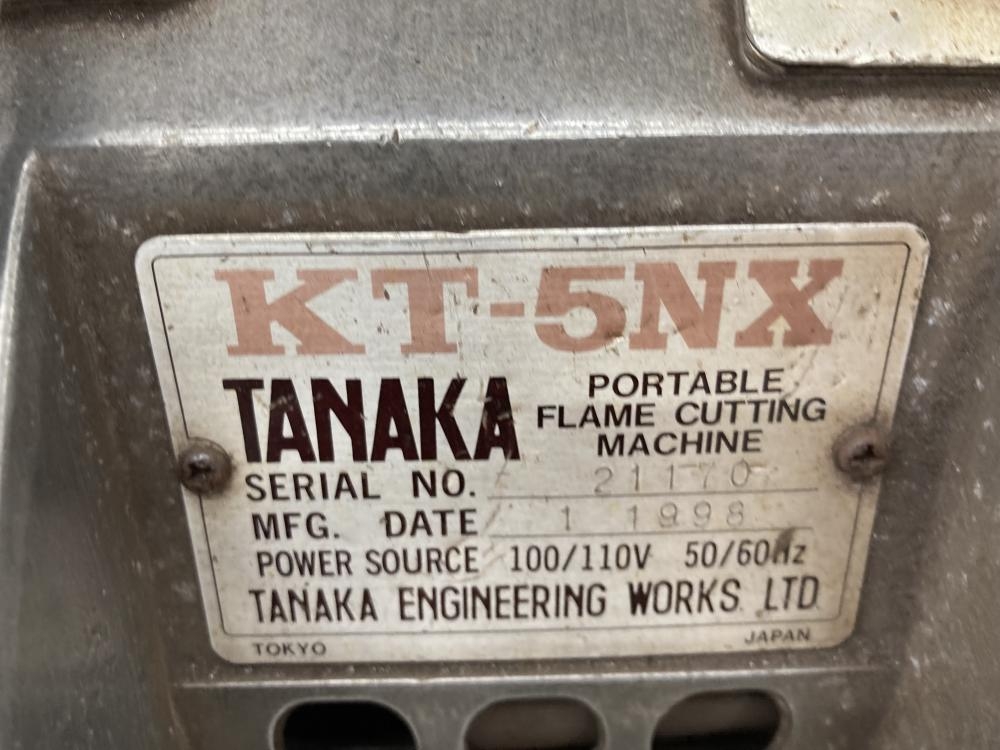 KT-5NX
TANAKA PORTABLE FLAME CUTTING MACHINE
SERIAL NO. 21170
MFG. DATE 1 1998
POWER SOURCE 100/110V 50/60Hz
TANAKA ENGINEERING WORKS. LTD
TOKYO JAPAN